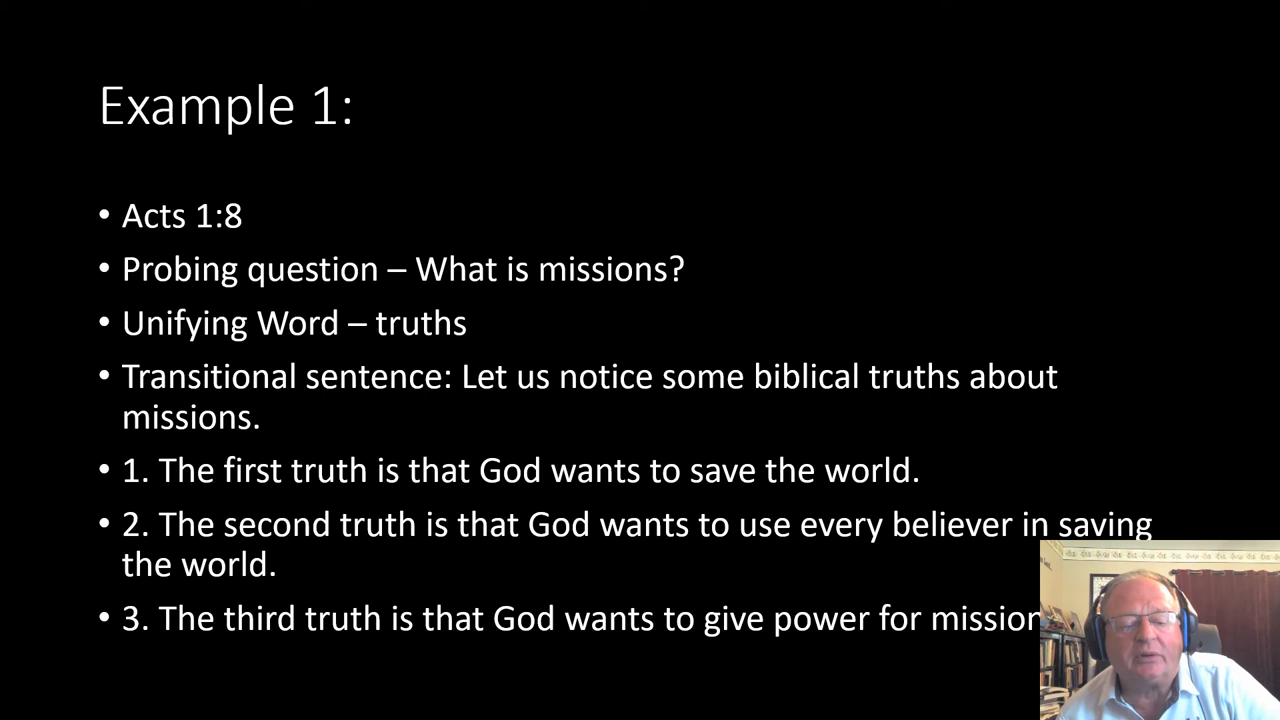 Example 1:
• Acts 1:8
• Probing question – What is missions?
• Unifying Word – truths
• Transitional sentence: Let us notice some biblical truths about
missions.
• 1. The first truth is that God wants to save the world.
• 2. The second truth is that God wants to use every believer in saving
the world.
• 3. The third truth is that God wants to give power for mission